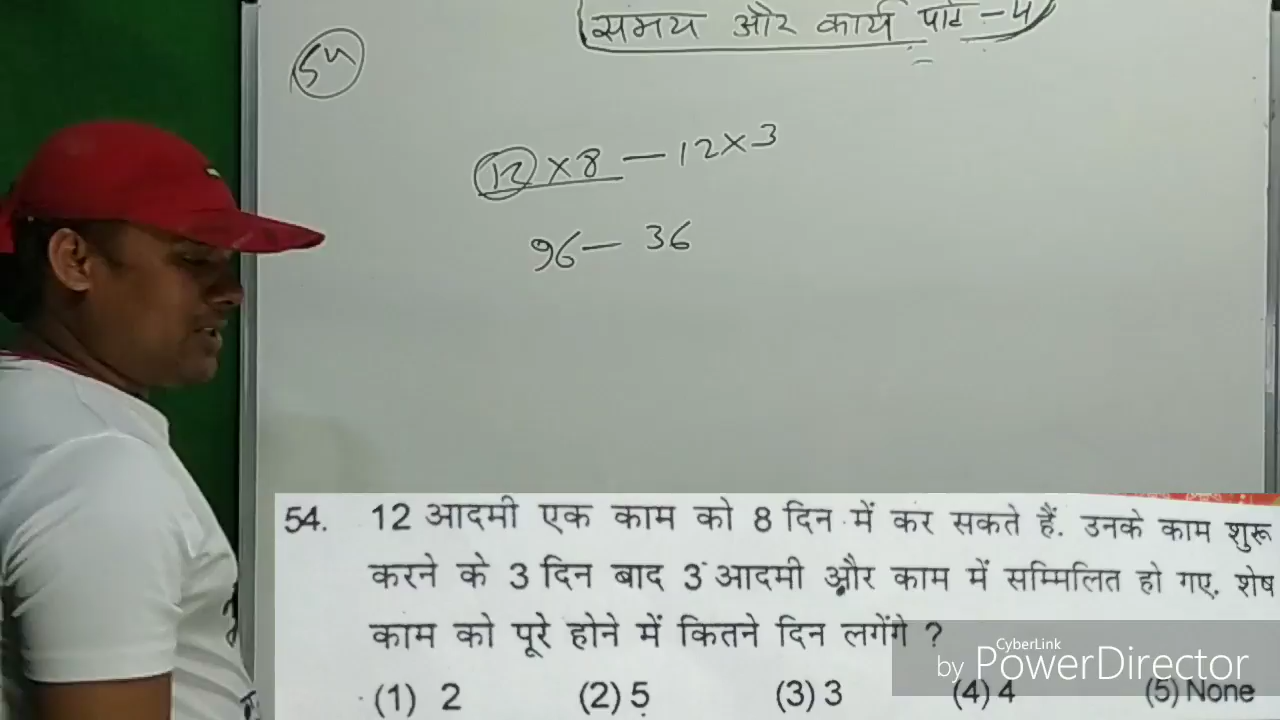 समय और कार्य पार्ट - 4
54
12 × 8 — 12 × 3
96 — 36
54. 12 आदमी एक काम को 8 दिन में कर सकते हैं. उनके काम शुरू
करने के 3 दिन बाद 3 आदमी और काम में सम्मिलित हो गए. शेष
काम को पूरे होने में कितने दिन लगेंगे ?
CyberLink
by PowerDirector
(1) 2 (2) 5 (3) 3 (4) 4 (5) None